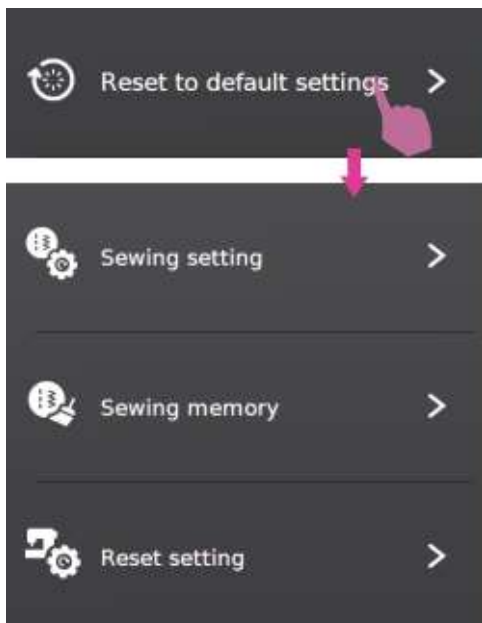 Reset to default settings
Sewing setting
Sewing memory
Reset setting